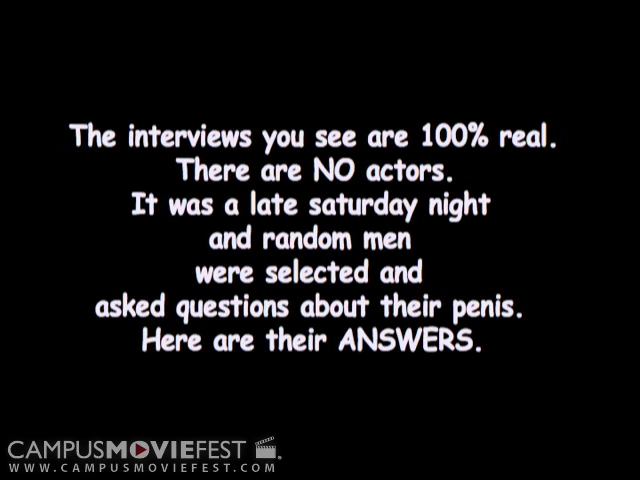 The interviews you see are 100% real.
There are NO actors.
It was a late saturday night
and random men
were selected and
asked questions about their penis.
Here are their ANSWERS.
CAMPUSMOVIEFEST
WWW.CAMPUSMOVIEFEST.COM